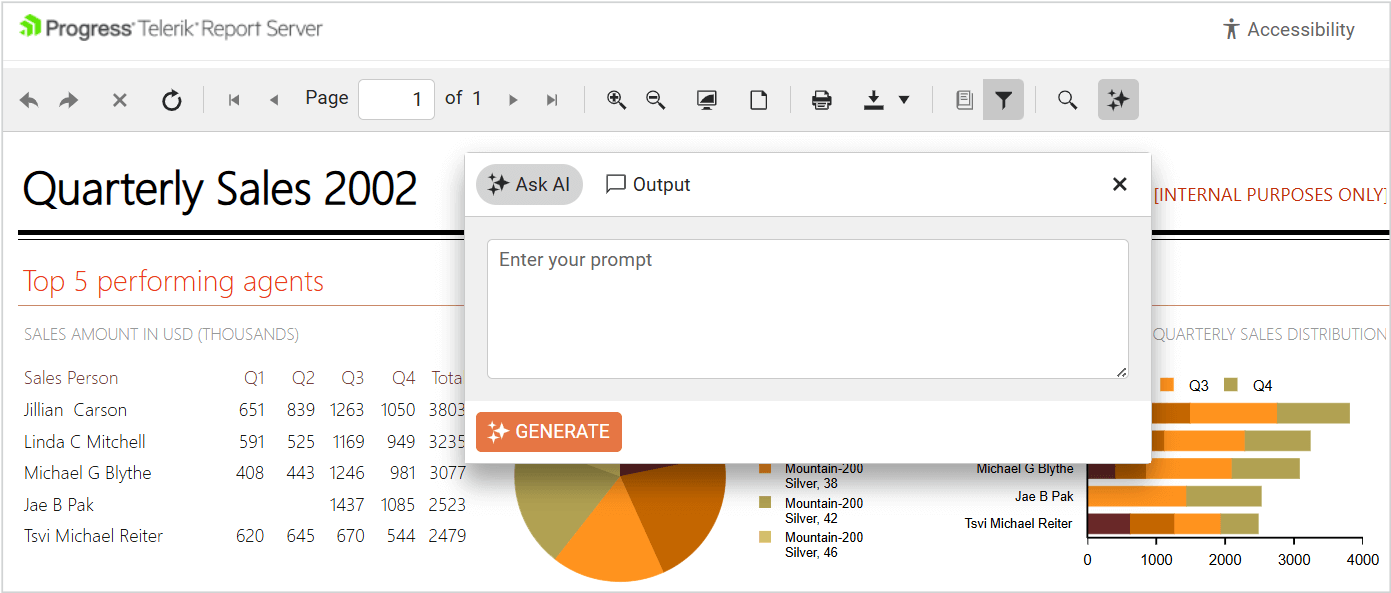 Progress® Telerik® Report Server
Accessibility
Page 1 of 1
Quarterly Sales 2002
[INTERNAL PURPOSES ONLY]
Ask AI
Output
Enter your prompt
GENERATE
Top 5 performing agents
SALES AMOUNT IN USD (THOUSANDS)
Sales Person Q1 Q2 Q3 Q4 Tota
Jillian Carson 651 839 1263 1050 3803
Linda C Mitchell 591 525 1169 949 3235
Michael G Blythe 408 443 1246 981 3077
Jae B Pak 1437 1085 2523
Tsvi Michael Reiter 620 645 670 544 2479
Mountain-200
Silver, 38
Mountain-200
Silver, 42
Mountain-200
Silver, 46
QUARTERLY SALES DISTRIBUTION
Q3 Q4
Michael G Blythe
Jae B Pak
Tsvi Michael Reiter
0 1000 2000 3000 4000